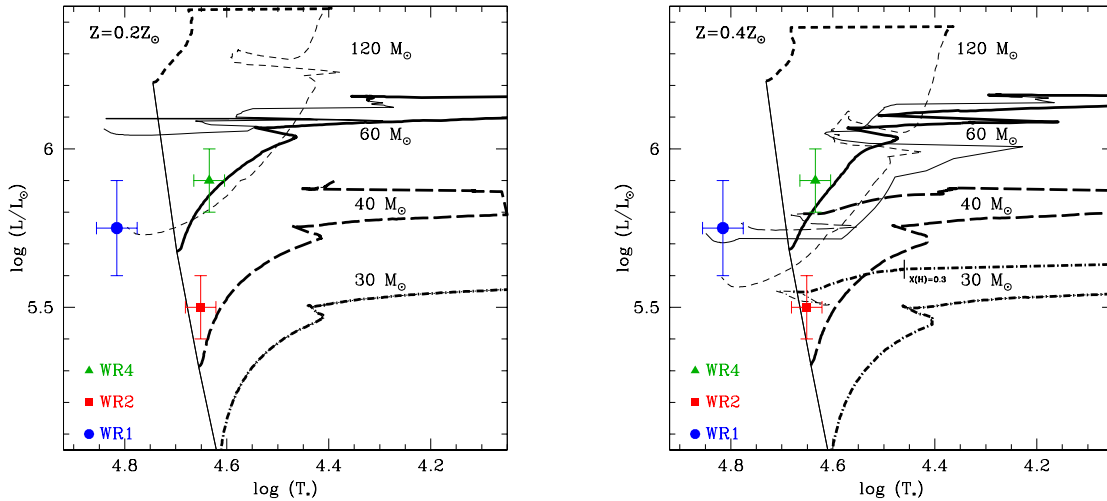 Z=0.2Z⊙
120 M⊙
60 M⊙
40 M⊙
30 M⊙
WR4
WR2
WR1
6
5.5
4.8
4.6
4.4
4.2
log (L/L⊙)
log (T*)
Z=0.4Z⊙
120 M⊙
60 M⊙
40 M⊙
X(H)=0.3
30 M⊙
WR4
WR2
WR1
6
5.5
4.8
4.6
4.4
4.2
log (L/L⊙)
log (T*)